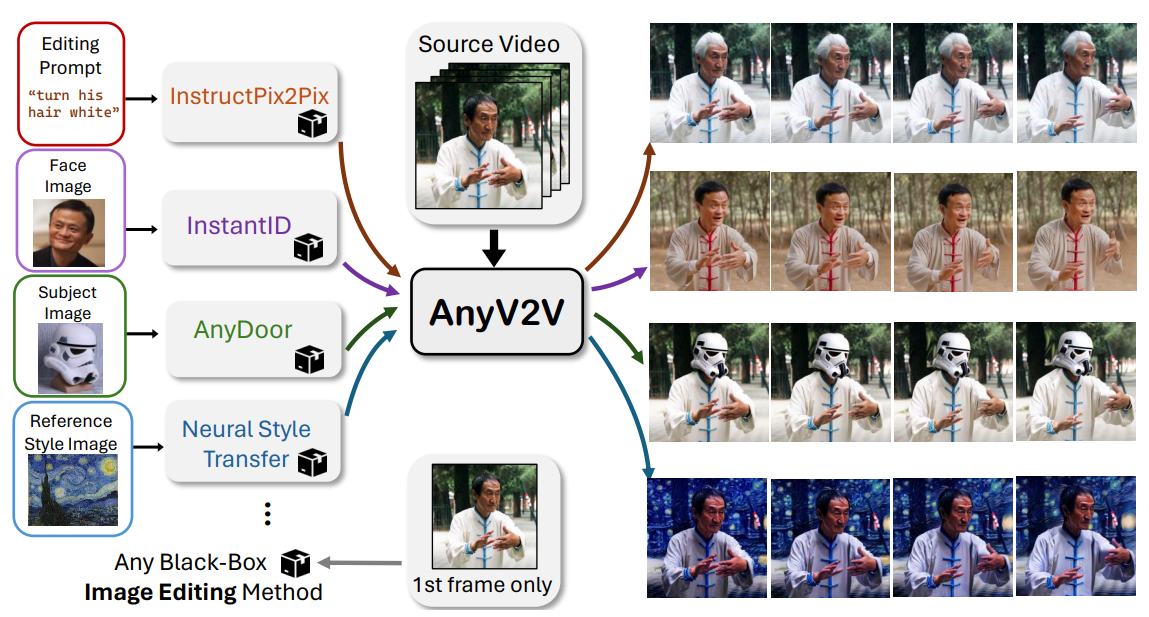 Editing
Prompt
“turn his
hair white”
InstructPix2Pix
Face
Image
InstantID
Subject
Image
AnyDoor
Reference
Style Image
Neural Style
Transfer
Any Black-Box
Image Editing Method
Source Video
AnyV2V
1st frame only